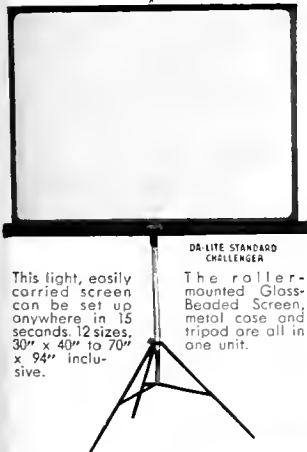 DA-LITE STANDARD
CHALLENGER
This light, easily
carried screen
can be set up
anywhere in 15
seconds. 12 sizes,
30" x 40" to 70"
x 94" inclu-
sive.
The roller-
mounted Glass-
Beaded Screen,
metal case and
tripod are all in
one unit.